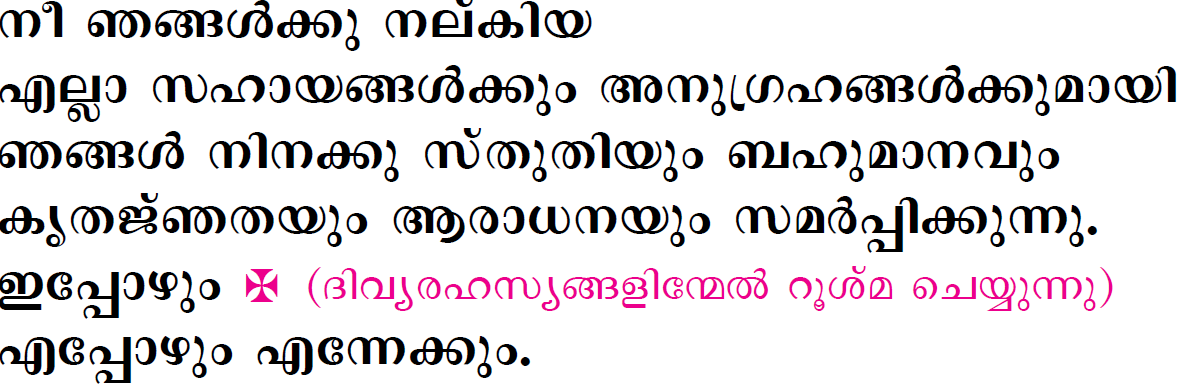 നീ ഞങ്ങൾക്കു നല്കിയ
എല്ലാ സഹായങ്ങൾക്കും അനുഗ്രഹങ്ങൾക്കുമായി
ഞങ്ങൾ നിനക്കു സ്തുതിയും ബഹുമാനവും
കൃതജ്ഞതയും ആരാധനയും സമർപ്പിക്കുന്നു.
ഇപ്പോഴും ✠ (ദിവ്യരഹസ്യങ്ങളിന്മേൽ റൂശ്മ ചെയ്യുന്നു)
എപ്പോഴും എന്നേക്കും.